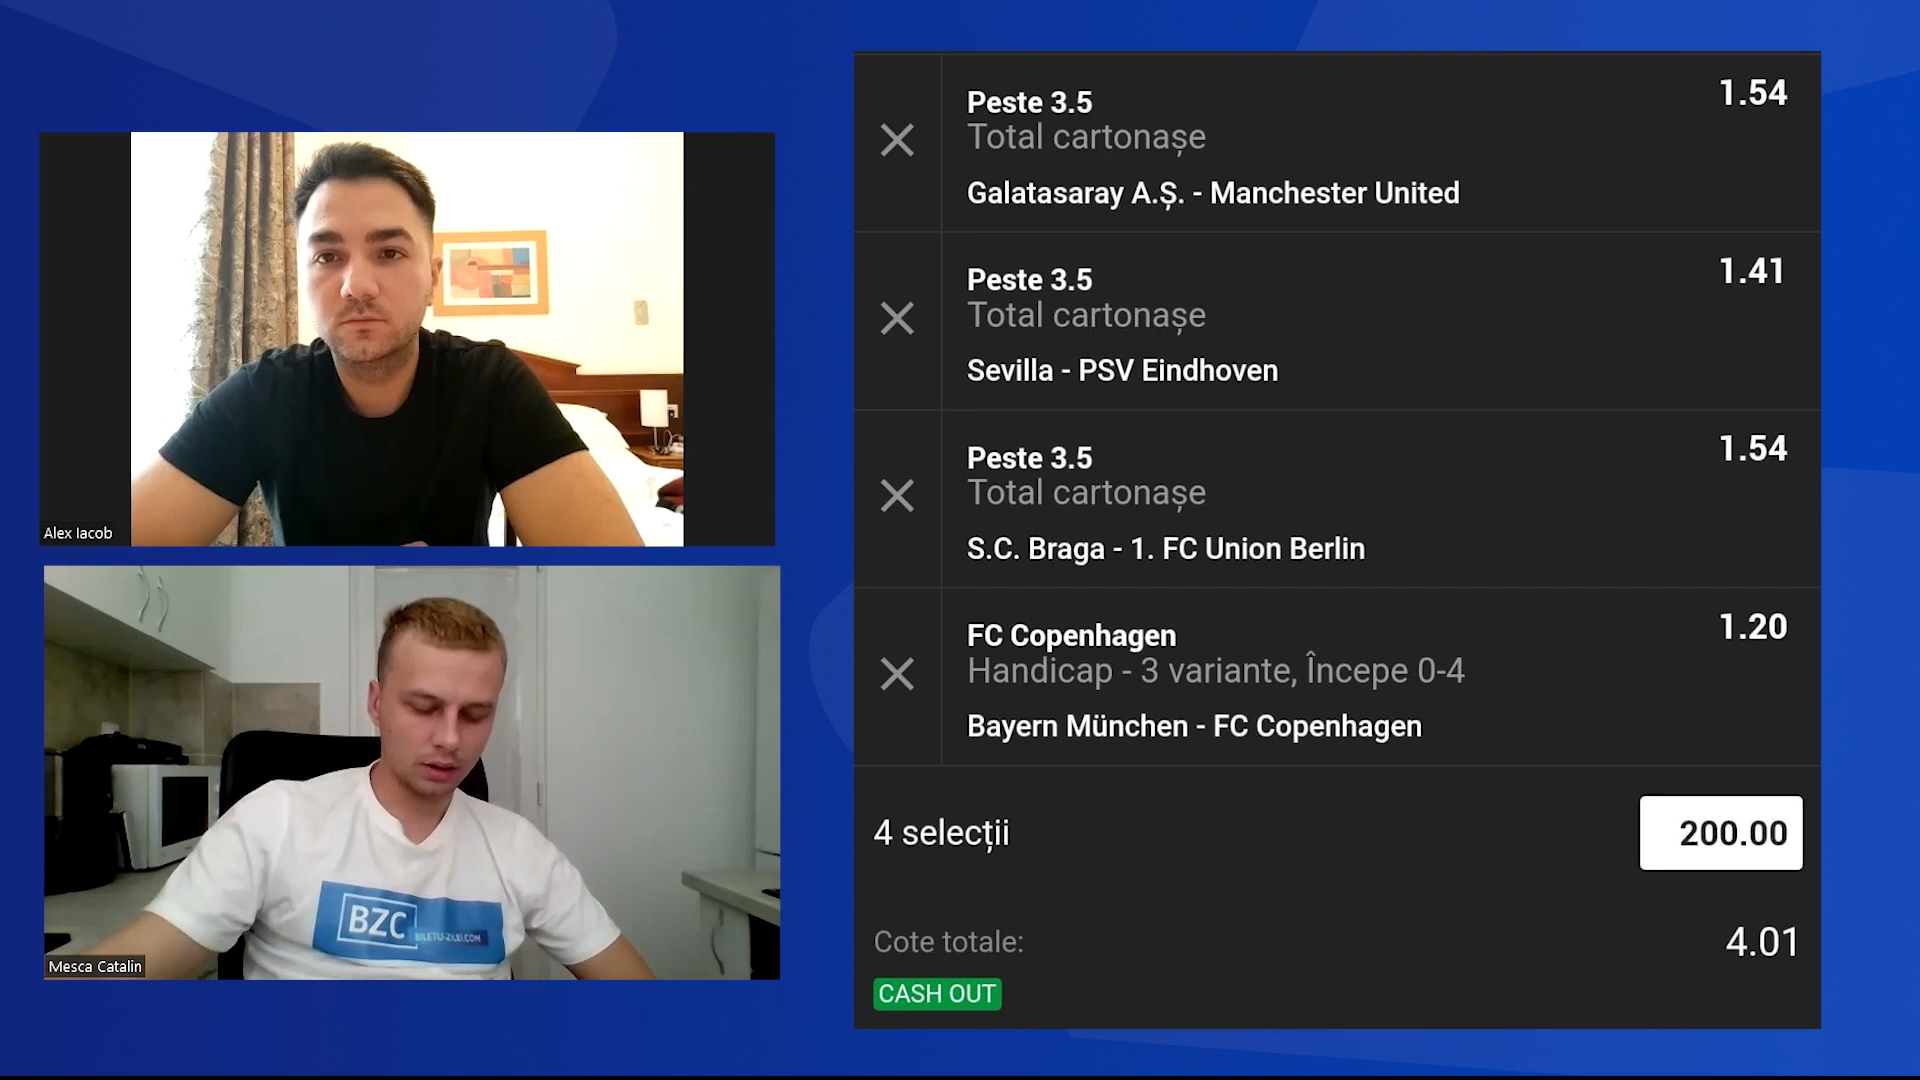 Alex Iacob
BZC
BILETU-ZILEI.COM
Mesca Catalin
Peste 3.5
1.54
Total cartonașe
Galatasaray A.Ș. - Manchester United
Peste 3.5
1.41
Total cartonașe
Sevilla - PSV Eindhoven
Peste 3.5
1.54
Total cartonașe
S.C. Braga - 1. FC Union Berlin
FC Copenhagen
1.20
Handicap - 3 variante, Începe 0-4
Bayern München - FC Copenhagen
4 selecții
200.00
Cote totale:
4.01
CASH OUT